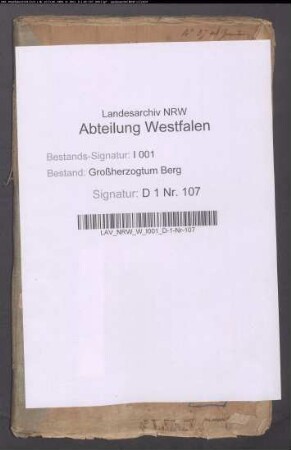 Landesarchiv NRW
Abteilung Westfalen
Bestands-Signatur: I 001
Bestand: Großherzogtum Berg
Signatur: D 1 Nr. 107
LAV_NRW_W_I001_D-1-Nr-107